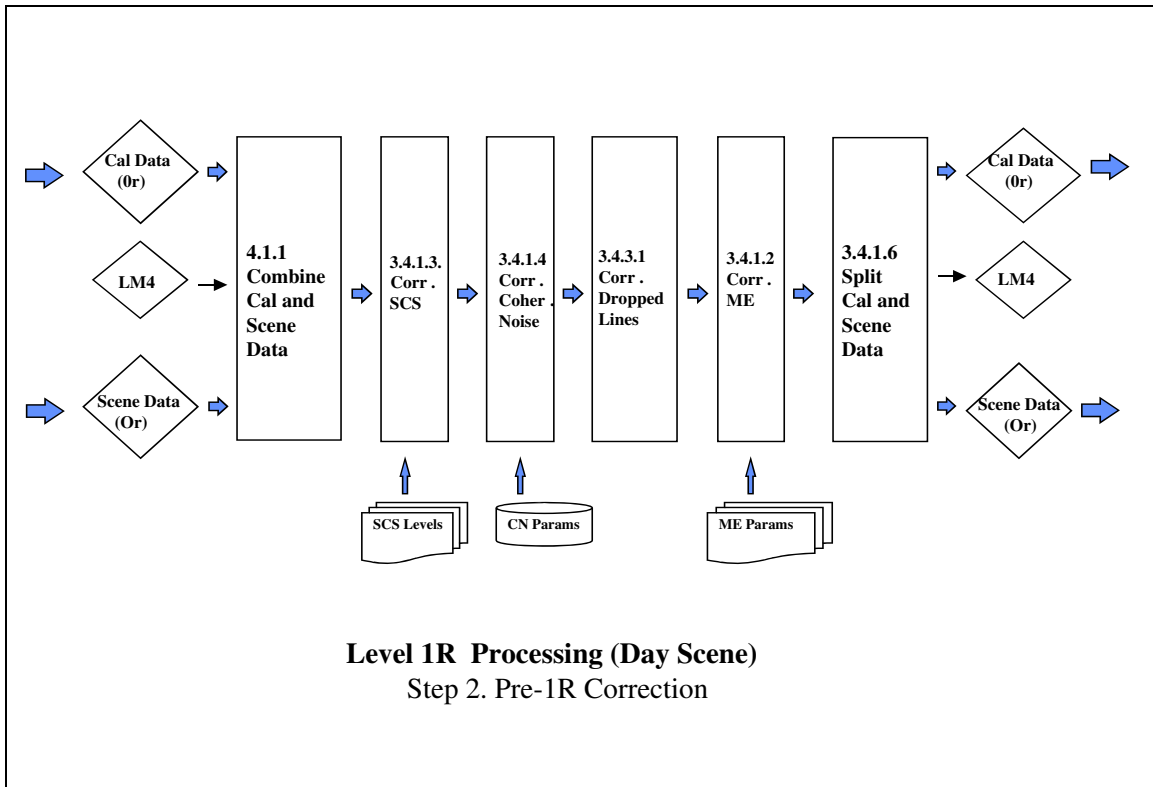 Cal Data
(0r)
LM4
Scene Data
(Or)
4.1.1
Combine
Cal and
Scene
Data
3.4.1.3.
Corr .
SCS
3.4.1.4
Corr .
Coher .
Noise
3.4.3.1
Corr .
Dropped
Lines
3.4.1.2
Corr .
ME
3.4.1.6
Split
Cal and
Scene
Data
Cal Data
(0r)
LM4
Scene Data
(Or)
SCS Levels
CN Params
ME Params
Level 1R  Processing (Day Scene)
Step 2. Pre-1R Correction